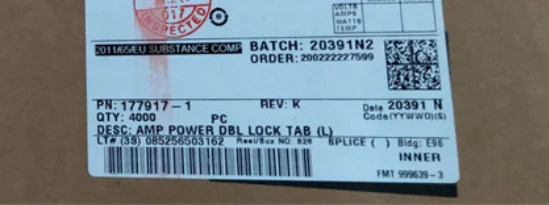 017
INSPECTED
VOLTS
AMPS
WATTS
TEMP
2011/65/EU SUBSTANCE COMP BATCH: 20391N2
ORDER: 200222227599
PN: 177917-1 REV: K Date 20391 N
QTY: 4000 PC Code(YYWWD)(S)
DESC: AMP POWER DBL LOCK TAB (L)
LT# (3S) 085256503162 Reel/Box NO: 626 SPLICE ( ) Bldg: E96
INNER
FMT 999639-3